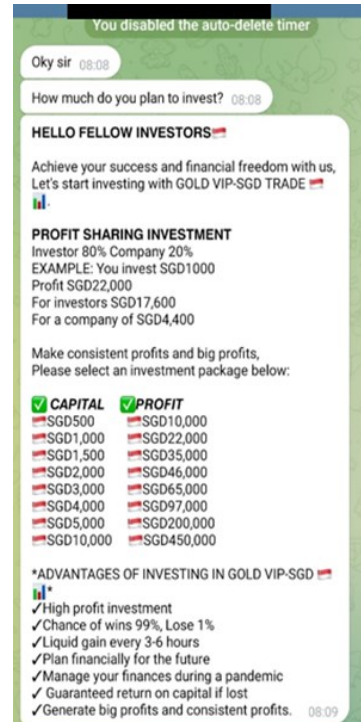 You disabled the auto-delete timer
Oky sir 08:08
How much do you plan to invest? 08:08
HELLO FELLOW INVESTORS🇸🇬
Achieve your success and financial freedom with us,
Let's start investing with GOLD VIP-SGD TRADE 🇸🇬
📊.
PROFIT SHARING INVESTMENT
Investor 80% Company 20%
EXAMPLE: You invest SGD1000
Profit SGD22,000
For investors SGD17,600
For a company of SGD4,400
Make consistent profits and big profits,
Please select an investment package below:
✅ CAPITAL ✅PROFIT
🇸🇬SGD500 🇸🇬SGD10,000
🇸🇬SGD1,000 🇸🇬SGD22,000
🇸🇬SGD1,500 🇸🇬SGD35,000
🇸🇬SGD2,000 🇸🇬SGD46,000
🇸🇬SGD3,000 🇸🇬SGD65,000
🇸🇬SGD4,000 🇸🇬SGD97,000
🇸🇬SGD5,000 🇸🇬SGD200,000
🇸🇬SGD10,000 🇸🇬SGD450,000
*ADVANTAGES OF INVESTING IN GOLD VIP-SGD 🇸🇬
📊*
✓High profit investment
✓Chance of wins 99%, Lose 1%
✓Liquid gain every 3-6 hours
✓Plan financially for the future
✓Manage your finances during a pandemic
✓ Guaranteed return on capital if lost
✓Generate big profits and consistent profits. 08:09